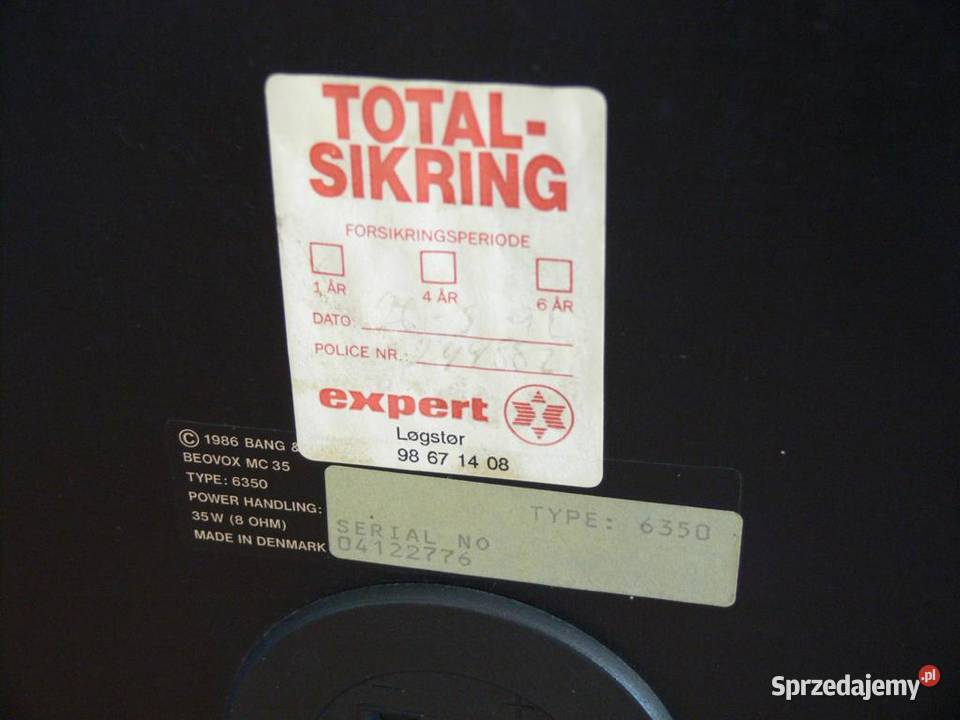 TOTAL-
SIKRING
FORSIKRINGSPERIODE
1 ÅR 4 ÅR 6 ÅR
DATO:
POLICE NR.:
expert
Løgstør
98 67 14 08
© 1986 BANG &
BEOVOX MC 35
TYPE: 6350
POWER HANDLING:
35W (8 OHM)
MADE IN DENMARK
TYPE: 6350
SERIAL NO
04122776
Sprzedajemy.pl